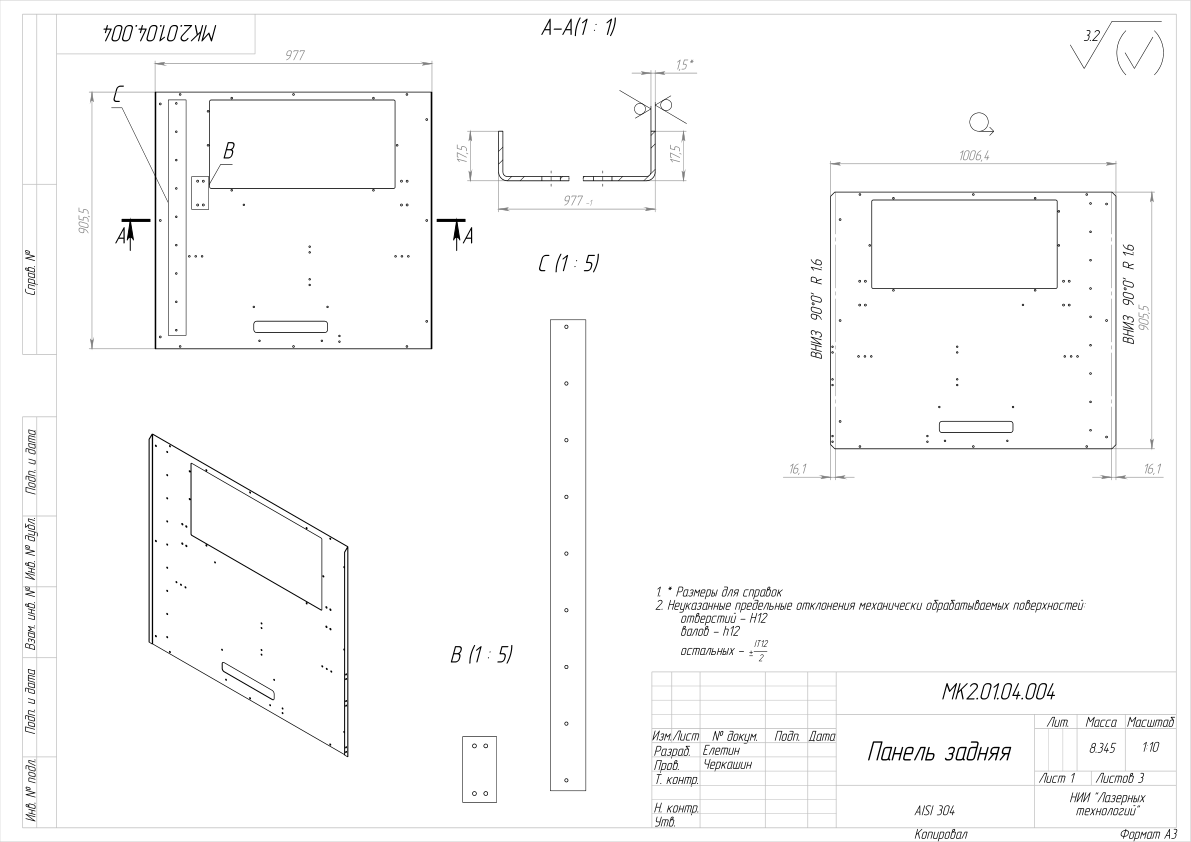 МК2.01.04.004
А-А(1 : 1)
3.2
977
1,5*
C
B
17,5
17,5
905,5
А
А
977 -1
1006,4
C (1 : 5)
ВНИЗ 90°0' R 1.6
ВНИЗ 90°0' R 1.6
905,5
16,1
16,1
B (1 : 5)
1. * Размеры для справок
2. Неуказанные предельные отклонения механически обрабатываемых поверхностей:
отверстий - H12
валов - h12
остальных - ± IT12
2
Справ. №
Подп. и дата
Инв. № дубл.
Взам. инв. №
Подп. и дата
Инв. № подл.
МК2.01.04.004
Изм. Лист № докум. Подп. Дата
Разраб. Елетин
Пров. Черкашин
Т. контр.
Н. контр.
Утв.
Панель задняя
AISI 304
Лит. Масса Масштаб
8.345 1:10
Лист 1 Листов 3
НИИ "Лазерных
технологий"
Копировал Формат А3